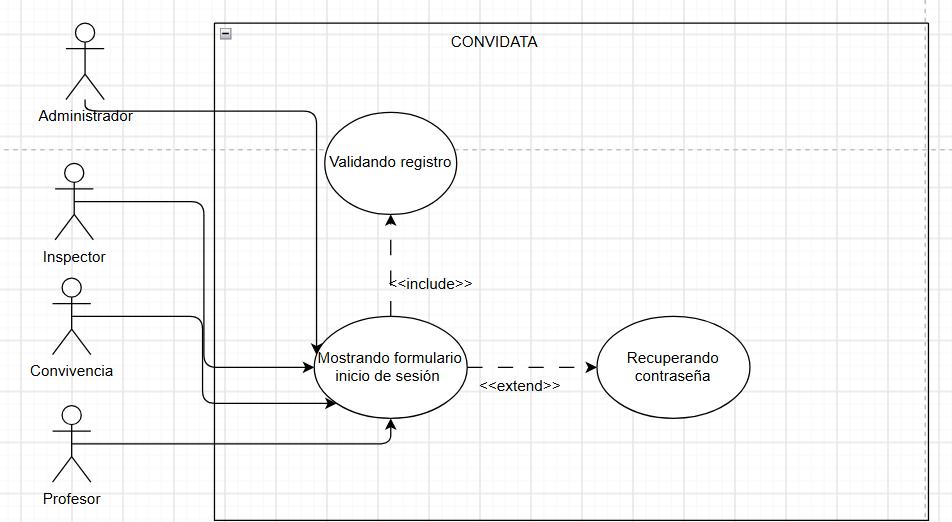 CONVIDATA
Administrador
Validando registro
Inspector
<<include>>
Convivencia
Mostrando formulario
inicio de sesión
Recuperando
contraseña
<<extend>>
Profesor